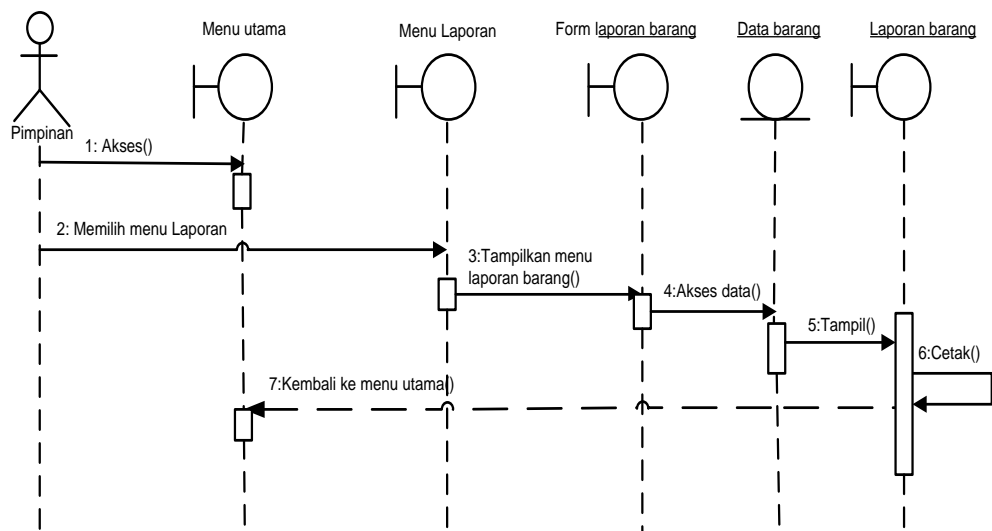 Menu utama
Menu Laporan
Form laporan barang
Data barang
Laporan barang
Pimpinan
1: Akses()
2: Memilih menu Laporan
3:Tampilkan menu
laporan barang()
4:Akses data()
5:Tampil()
6:Cetak()
7:Kembali ke menu utama()